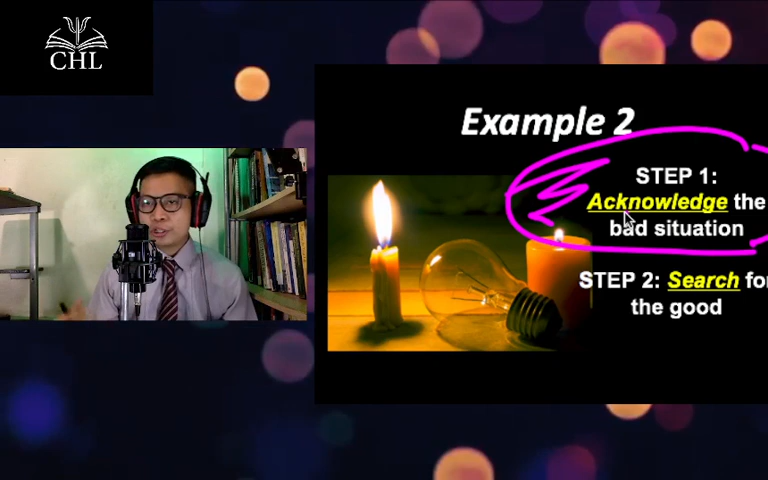 CHL
Example 2
STEP 1:
Acknowledge the
bad situation
STEP 2: Search for
the good